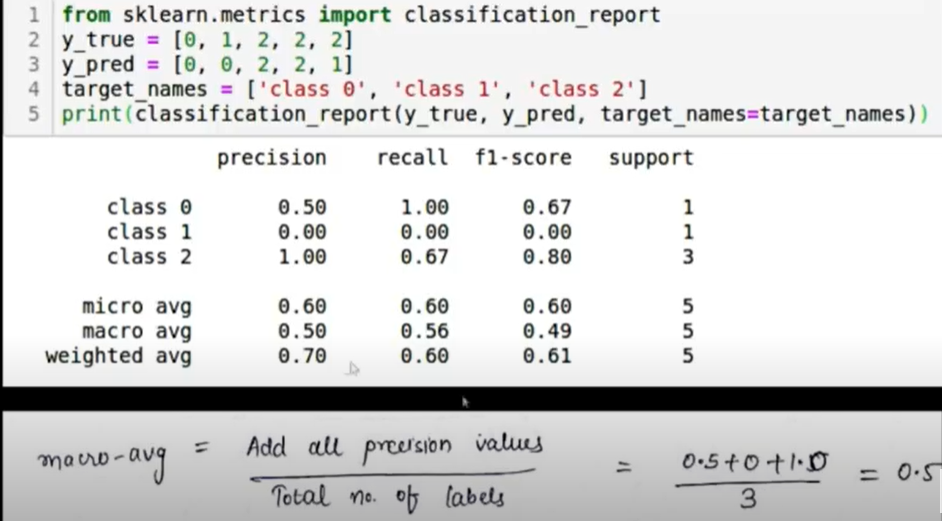 1 from sklearn.metrics import classification_report
2 y_true = [0, 1, 2, 2, 2]
3 y_pred = [0, 0, 2, 2, 1]
4 target_names = ['class 0', 'class 1', 'class 2']
5 print(classification_report(y_true, y_pred, target_names=target_names))
precision recall f1-score support
class 0 0.50 1.00 0.67 1
class 1 0.00 0.00 0.00 1
class 2 1.00 0.67 0.80 3
micro avg 0.60 0.60 0.60 5
macro avg 0.50 0.56 0.49 5
weighted avg 0.70 0.60 0.61 5
macro-avg = Add all precision values / Total no. of labels = 0.5+0+1.0 / 3 = 0.5